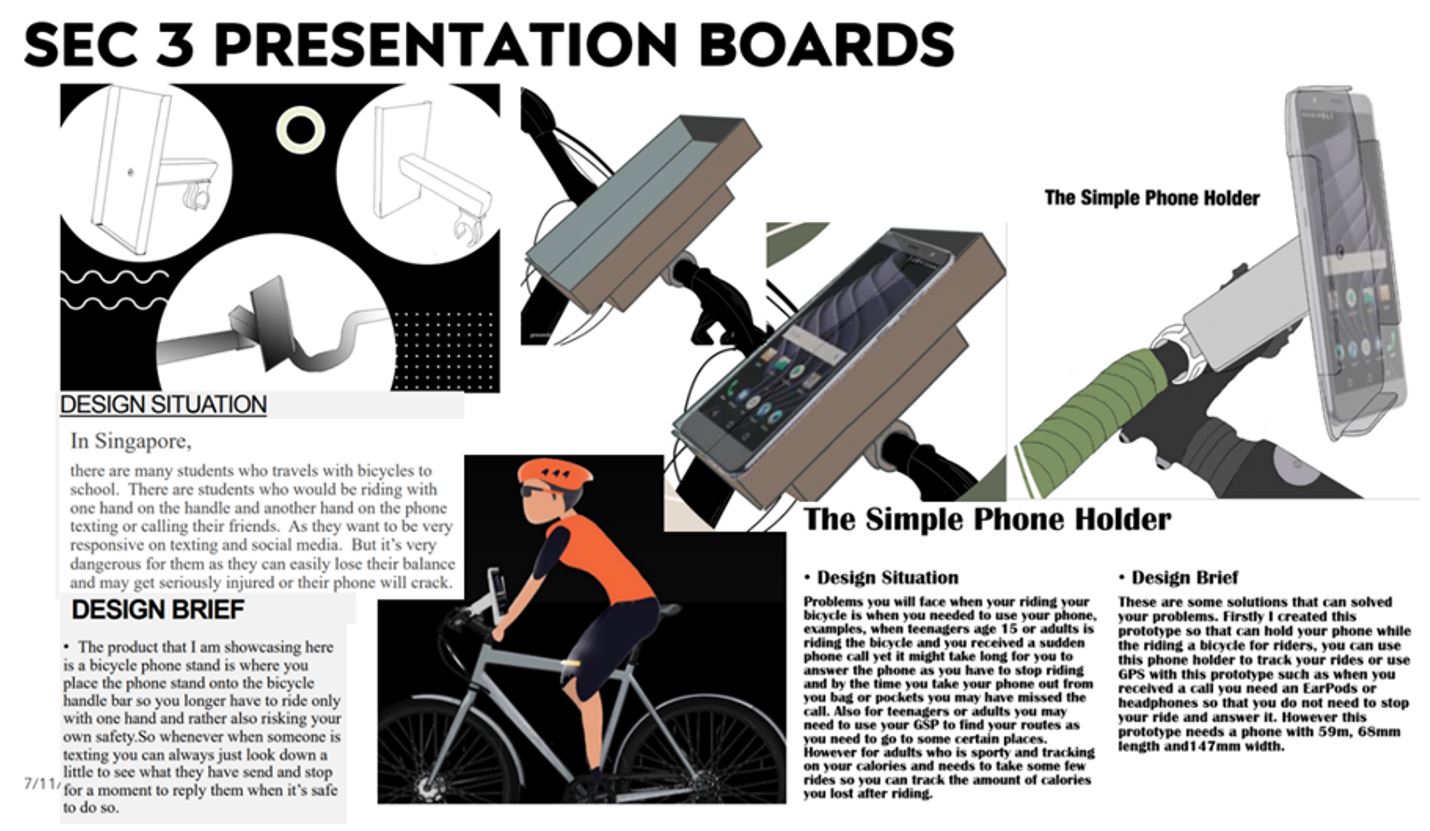 SEC 3 PRESENTATION BOARDS
DESIGN SITUATION
In Singapore,
there are many students who travels with bicycles to
school. There are students who would be riding with
one hand on the handle and another hand on the phone
texting or calling their friends. As they want to be very
responsive on texting and social media. But it's very
dangerous for them as they can easily lose their balance
and may get seriously injured or their phone will crack.
DESIGN BRIEF
• The product that I am showcasing here
is a bicycle phone stand is where you
place the phone stand onto the bicycle
handle bar so you longer have to ride only
with one hand and rather also risking your
own safety.So whenever when someone is
texting you can always just look down a
little to see what they have send and stop
for a moment to reply them when it's safe
to do so.
7/11/
The Simple Phone Holder
The Simple Phone Holder
• Design Situation
Problems you will face when your riding your
bicycle is when you needed to use your phone,
examples, when teenagers age 15 or adults is
riding the bicycle and you received a sudden
phone call yet it might take long for you to
answer the phone as you have to stop riding
and by the time you take your phone out from
you bag or pockets you may have missed the
call. Also for teenagers or adults you may
need to use your GSP to find your routes as
you need to go to some certain places.
However for adults who is sporty and tracking
on your calories and needs to take some few
rides so you can track the amount of calories
you lost after riding.
• Design Brief
These are some solutions that can solved
your problems. Firstly I created this
prototype so that can hold your phone while
the riding a bicycle for riders, you can use
this phone holder to track your rides or use
GPS with this prototype such as when you
received a call you need an EarPods or
headphones so that you do not need to stop
your ride and answer it. However this
prototype needs a phone with 59m, 68mm
length and147mm width.